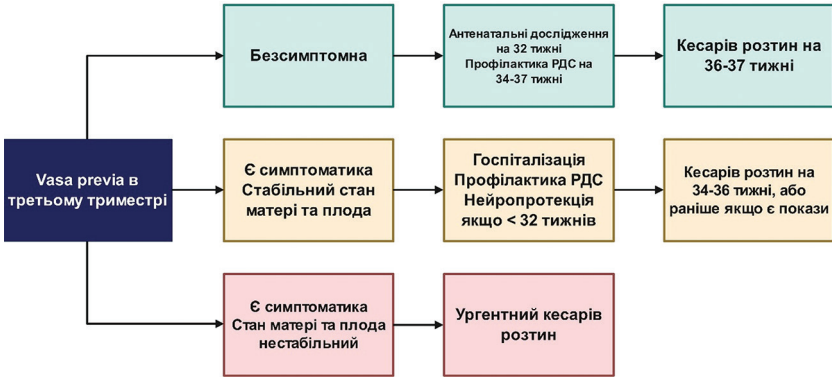 Безсимптомна
Антенатальні дослідження
на 32 тижні
Профілактика РДС на
34-37 тижні
Кесарів розтин на
36-37 тижні
Vasa previa в
третьому триместрі
Є симптоматика
Стабільний стан
матері та плода
Госпіталізація
Профілактика РДС
Нейропротекція
якщо < 32 тижнів
Кесарів розтин на
34-36 тижні, або
раніше якщо є покази
Є симптоматика
Стан матері та плода
нестабільний
Ургентний кесарів
розтин